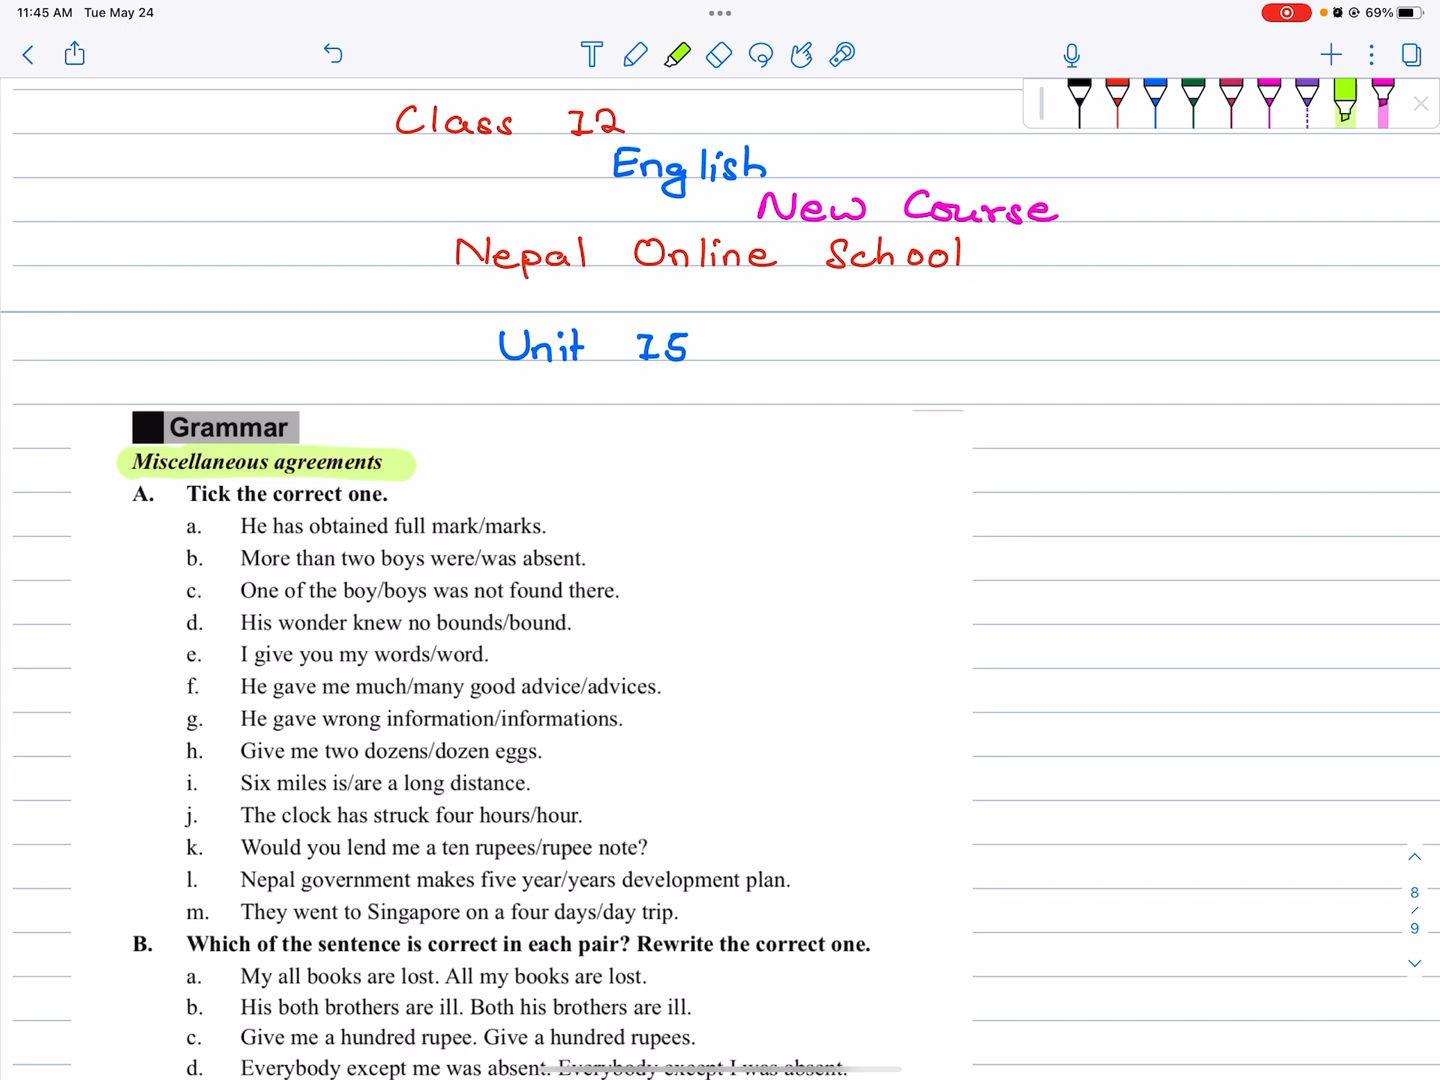 11:45 AM Tue May 24
69%
Class 12
English
New Course
Nepal Online School
Unit 15
Grammar
Miscellaneous agreements
A. Tick the correct one.
a. He has obtained full mark/marks.
b. More than two boys were/was absent.
c. One of the boy/boys was not found there.
d. His wonder knew no bounds/bound.
e. I give you my words/word.
f. He gave me much/many good advice/advices.
g. He gave wrong information/informations.
h. Give me two dozens/dozen eggs.
i. Six miles is/are a long distance.
j. The clock has struck four hours/hour.
k. Would you lend me a ten rupees/rupee note?
l. Nepal government makes five year/years development plan.
m. They went to Singapore on a four days/day trip.
8
/
9
B. Which of the sentence is correct in each pair? Rewrite the correct one.
a. My all books are lost. All my books are lost.
b. His both brothers are ill. Both his brothers are ill.
c. Give me a hundred rupee. Give a hundred rupees.
d. Everybody except me was absent. Everybody except I was absent.